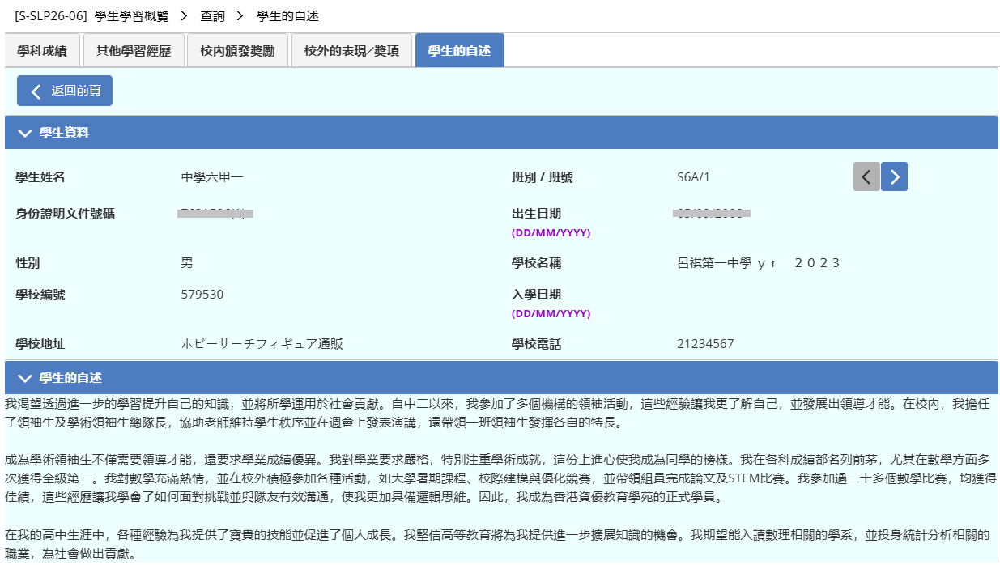 [S-SLP26-06] 學生學習概覽 > 查詢 > 學生的自述
學科成績 其他學習經歷 校內頒發獎勵 校外的表現/獎項 學生的自述
返回前頁
學生資料
學生姓名 中學六甲一 班別 / 班號 S6A/1
身份證明文件號碼 出生日期
(DD/MM/YYYY)
性別 男 學校名稱 呂祺第一中學ｙｒ　２０２３
學校編號 579530 入學日期
(DD/MM/YYYY)
學校地址 ホビーサーチフィギュア通販 學校電話 21234567
學生的自述
我渴望透過進一步的學習提升自己的知識，並將所學運用於社會貢獻。自中二以來，我參加了多個機構的領袖活動，這些經驗讓我更了解自己，並發展出領導才能。在校內，我擔任
了領袖生及學術領袖生總隊長，協助老師維持學生秩序並在週會上發表演講，還帶領一班領袖生發揮各自的特長。
成為學術領袖生不僅需要領導才能，還要求學業成績優異。我對學業要求嚴格，特別注重學術成就，這份上進心使我成為同學的榜樣。我在各科成績都名列前茅，尤其在數學方面多
次獲得全級第一。我對數學充滿熱情，並在校外積極參加各種活動，如大學暑期課程、校際建模與優化競賽，並帶領組員完成論文及STEM比賽。我參加過二十多個數學比賽，均獲得
佳績，這些經歷讓我學會了如何面對挑戰並與隊友有效溝通，使我更加具備邏輯思維。因此，我成為香港資優教育學苑的正式學員。
在我的高中生涯中，各種經驗為我提供了寶貴的技能並促進了個人成長。我堅信高等教育將為我提供進一步擴展知識的機會。我期望能入讀數理相關的學系，並投身統計分析相關的
職業，為社會做出貢獻。